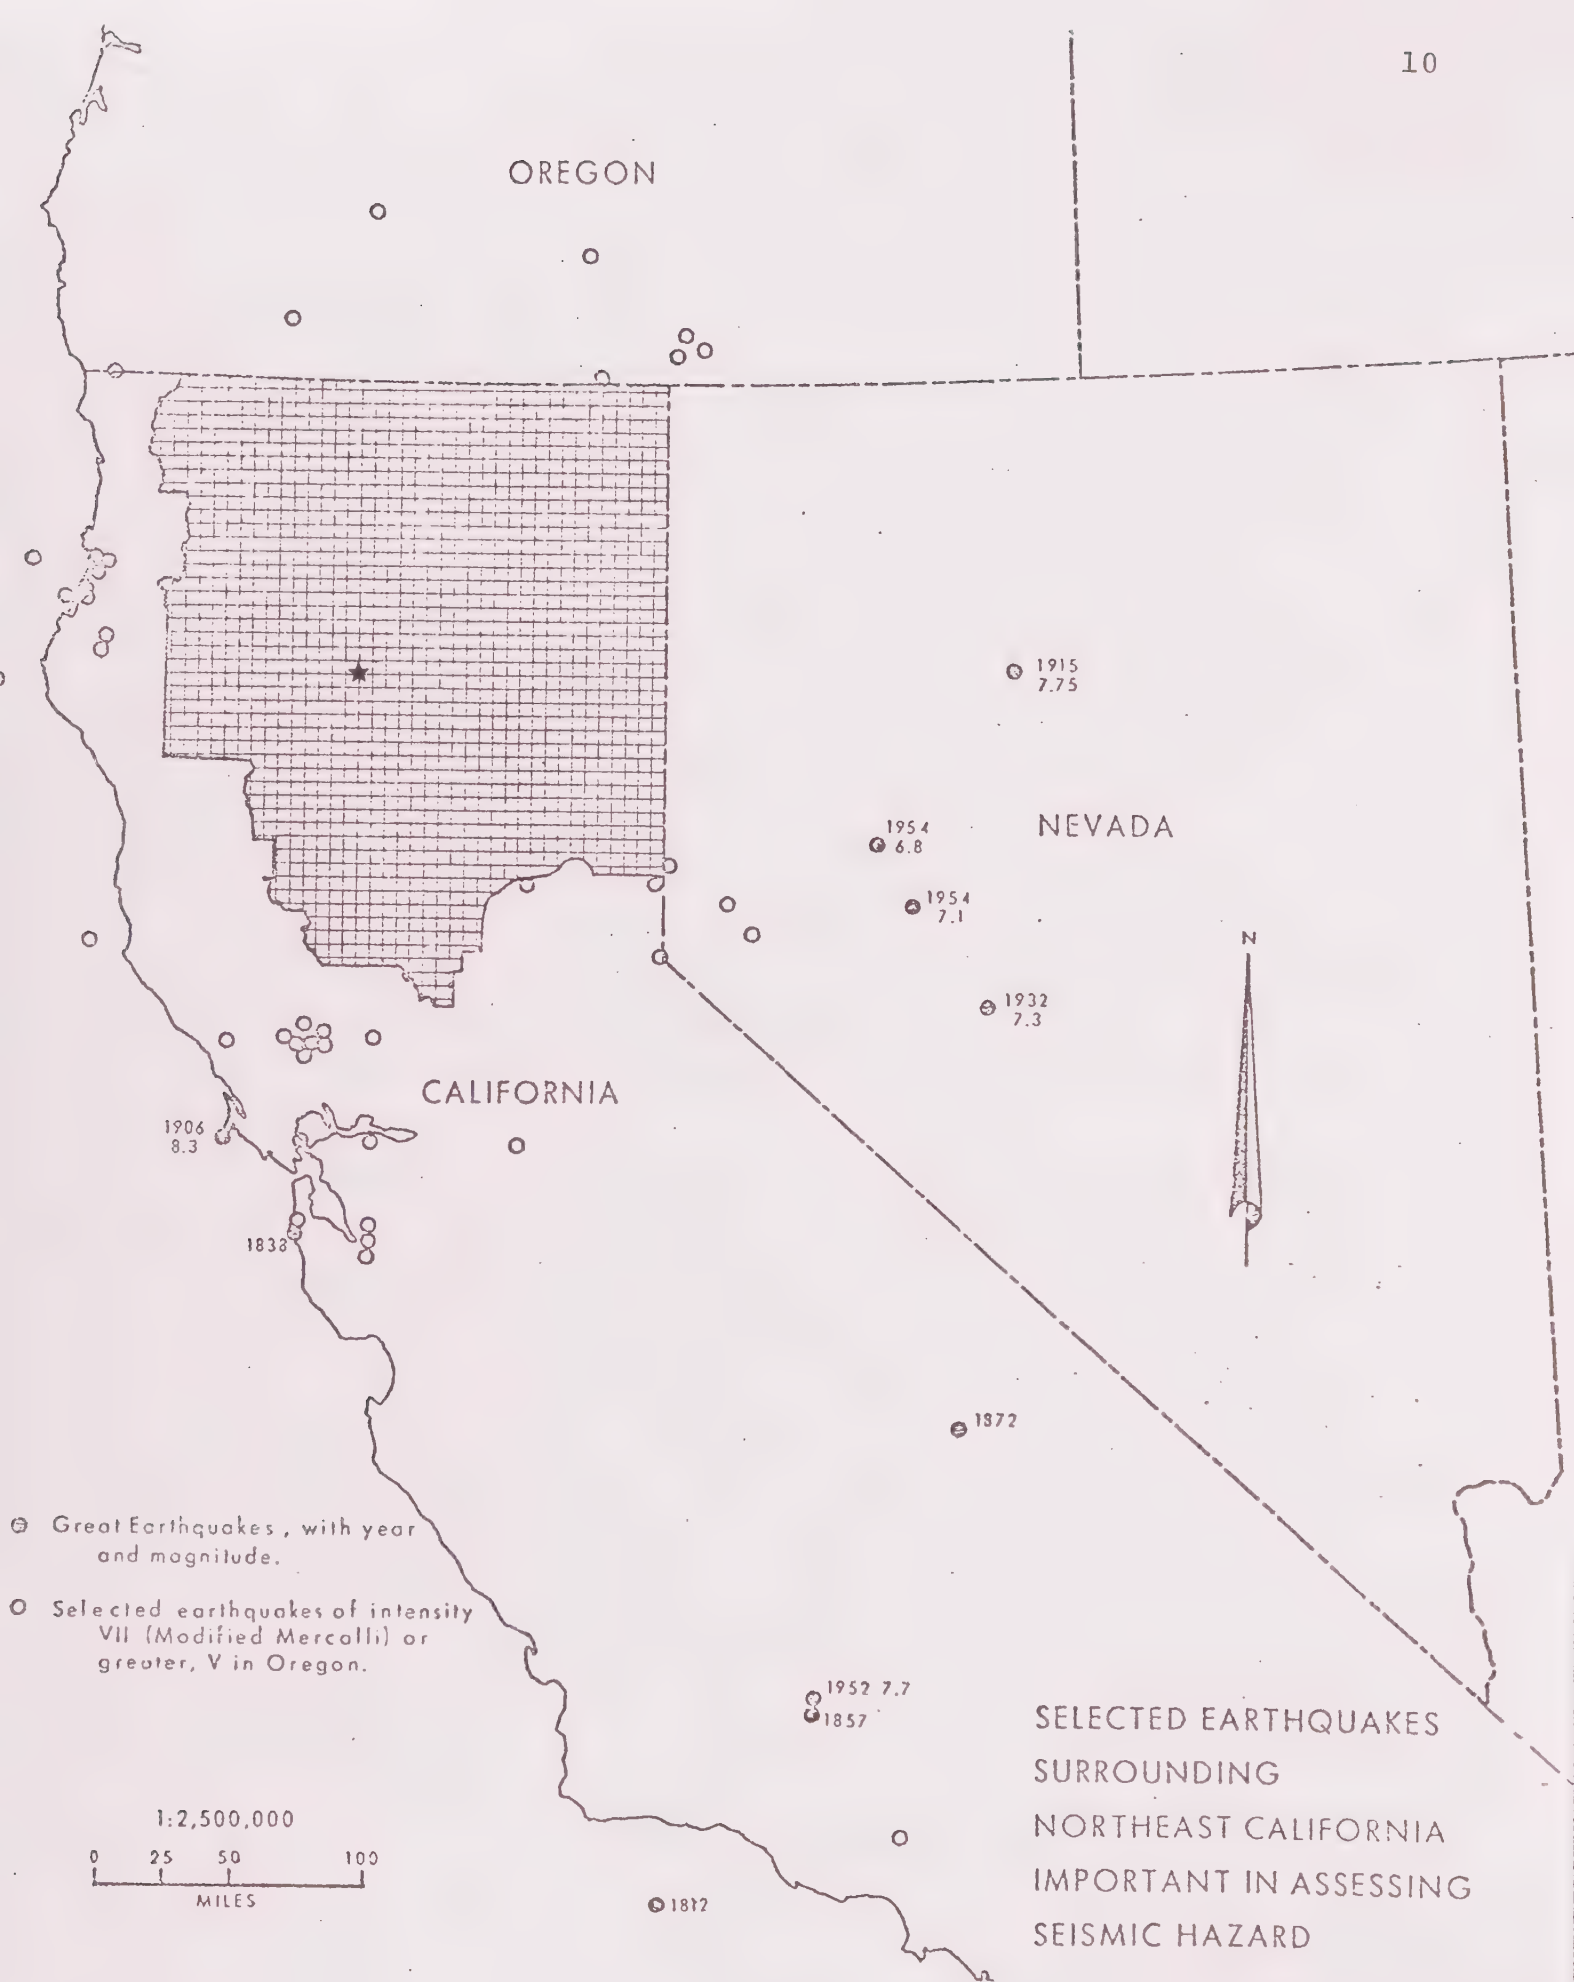 10
OREGON
1915
7.75
1954
6.8
NEVADA
1954
7.1
N
1932
7.3
CALIFORNIA
1906
8.3
1838
1872
Great Earthquakes, with year
and magnitude.
Selected earthquakes of intensity
VII (Modified Mercalli) or
greater, V in Oregon.
1952 7.7
1857
SELECTED EARTHQUAKES
SURROUNDING
NORTHEAST CALIFORNIA
IMPORTANT IN ASSESSING
SEISMIC HAZARD
1:2,500,000
0 25 50 100
MILES
1812